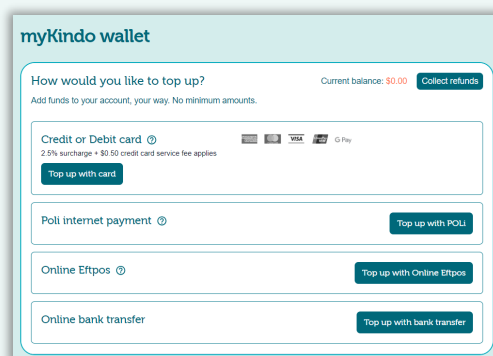 myKindo wallet
How would you like to top up?
Current balance: $0.00
Collect refunds
Add funds to your account, your way. No minimum amounts.
Credit or Debit card ?
VISA
G Pay
2.5% surcharge + $0.50 credit card service fee applies
Top up with card
Poli internet payment ?
Top up with POLi
Online Eftpos ?
Top up with Online Eftpos
Online bank transfer
Top up with bank transfer